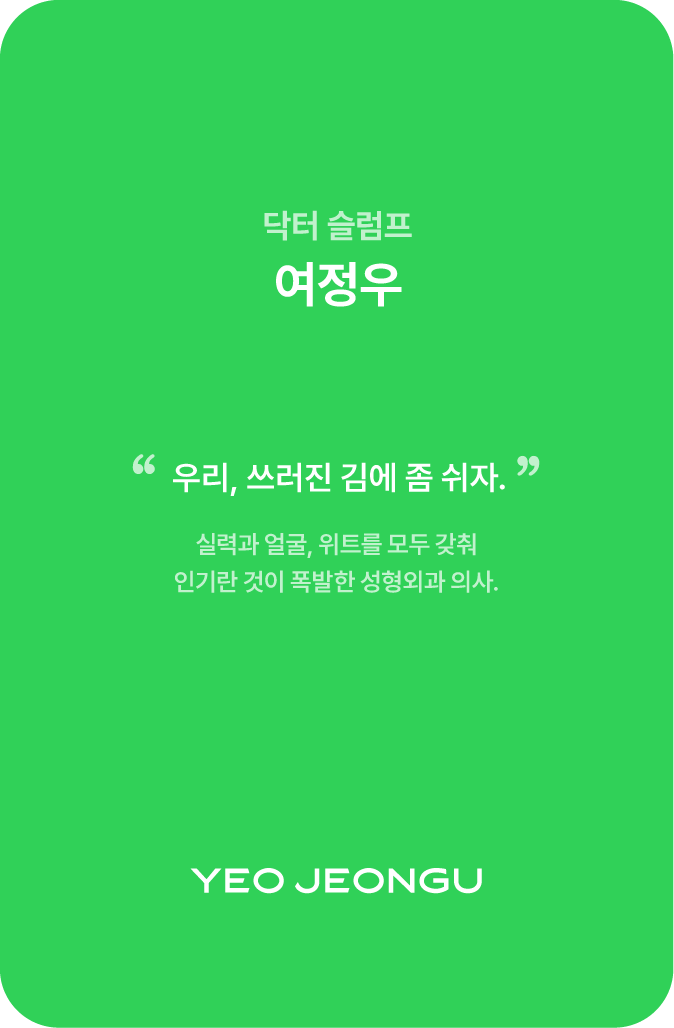 닥터 슬럼프
여정우
“ 우리, 쓰러진 김에 좀 쉬자. ”
실력과 얼굴, 위트를 모두 갖춰
인기란 것이 폭발한 성형외과 의사.
YEO JEONGU